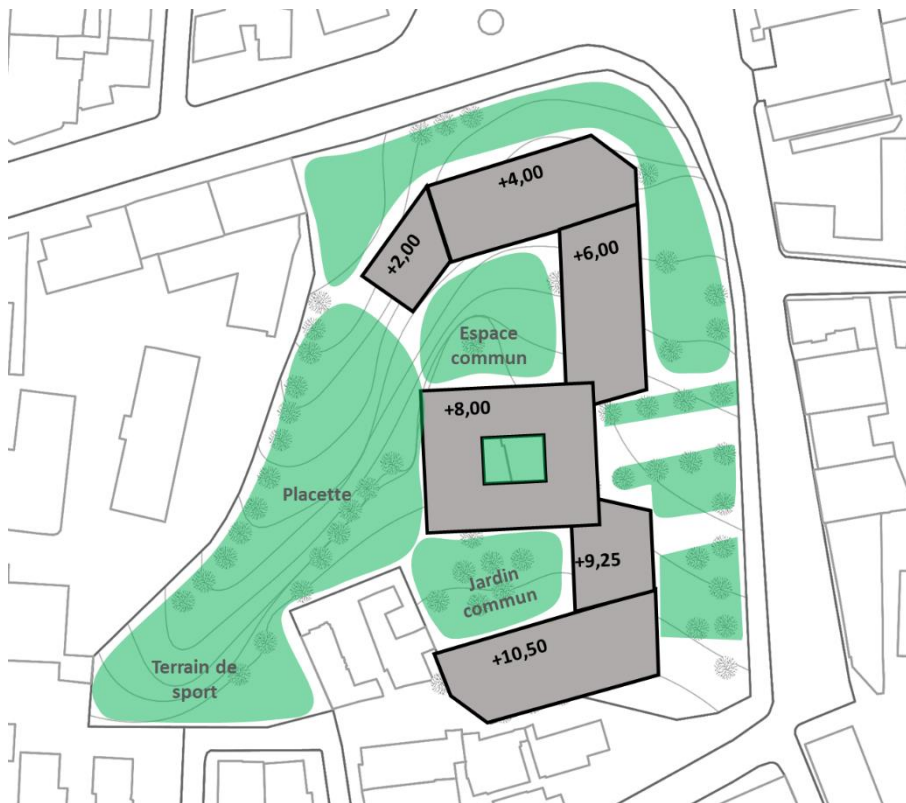 +4,00
+2,00
+6,00
Espace
commun
+8,00
Placette
+9,25
Jardin
commun
+10,50
Terrain de
sport